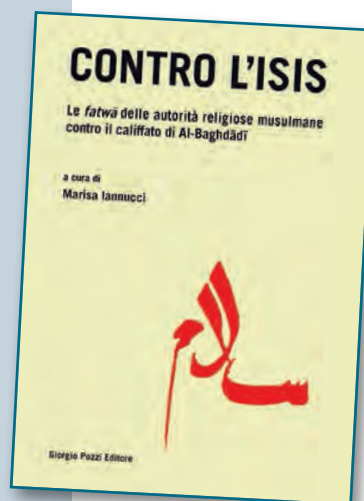 CONTRO L'ISIS
Le fatwā delle autorità religiose musulmane
contro il califfato di Al-Baghdādī
a cura di
Marisa Iannucci
سلام
Giorgio Pozzi Editore